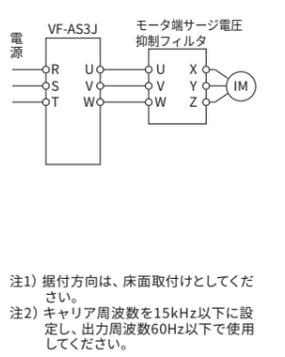 電
源
VF-AS3J
モータ端サージ電圧
抑制フィルタ
R U U X
S V V Y IM
T W W Z
注1）据付方向は、床面取付けとしてくだ
さい。
注2）キャリア周波数を15kHz以下に設
定し、出力周波数60Hz以下で使用
してください。